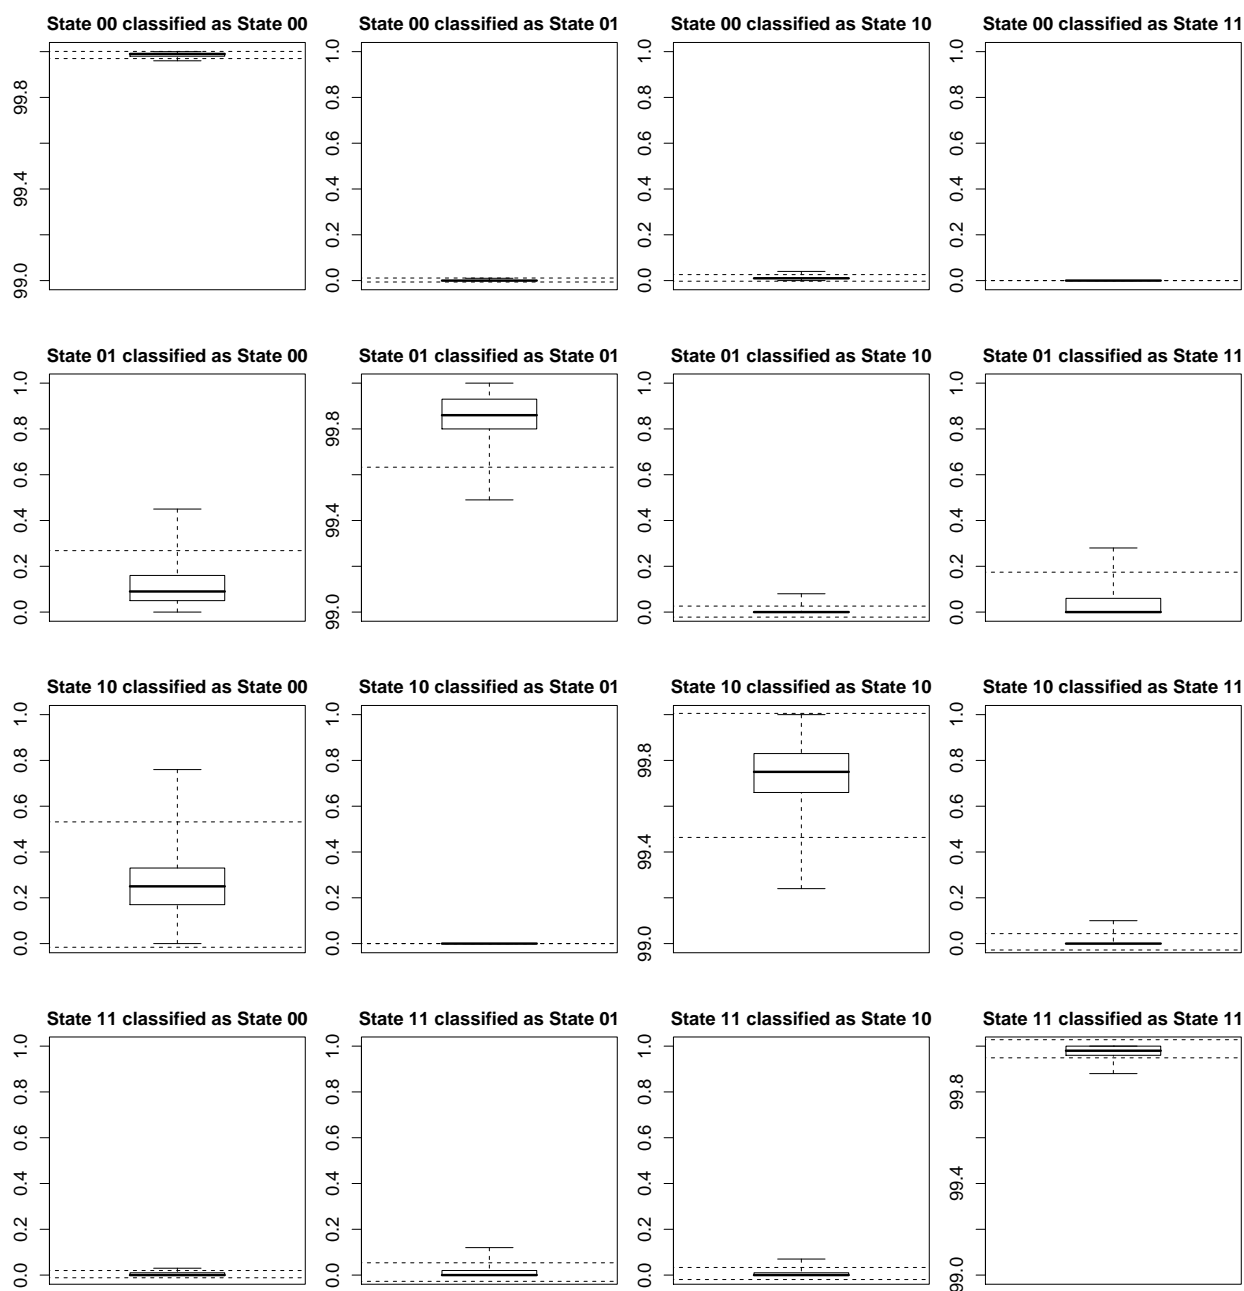 State 00 classified as State 00
State 00 classified as State 01
State 00 classified as State 10
State 00 classified as State 11
99.0 99.4 99.8
0.0 0.2 0.4 0.6 0.8 1.0
0.0 0.2 0.4 0.6 0.8 1.0
0.0 0.2 0.4 0.6 0.8 1.0
State 01 classified as State 00
State 01 classified as State 01
State 01 classified as State 10
State 01 classified as State 11
0.0 0.2 0.4 0.6 0.8 1.0
99.0 99.4 99.8
0.0 0.2 0.4 0.6 0.8 1.0
0.0 0.2 0.4 0.6 0.8 1.0
State 10 classified as State 00
State 10 classified as State 01
State 10 classified as State 10
State 10 classified as State 11
0.0 0.2 0.4 0.6 0.8 1.0
0.0 0.2 0.4 0.6 0.8 1.0
99.0 99.4 99.8
0.0 0.2 0.4 0.6 0.8 1.0
State 11 classified as State 00
State 11 classified as State 01
State 11 classified as State 10
State 11 classified as State 11
0.0 0.2 0.4 0.6 0.8 1.0
0.0 0.2 0.4 0.6 0.8 1.0
0.0 0.2 0.4 0.6 0.8 1.0
99.0 99.4 99.8